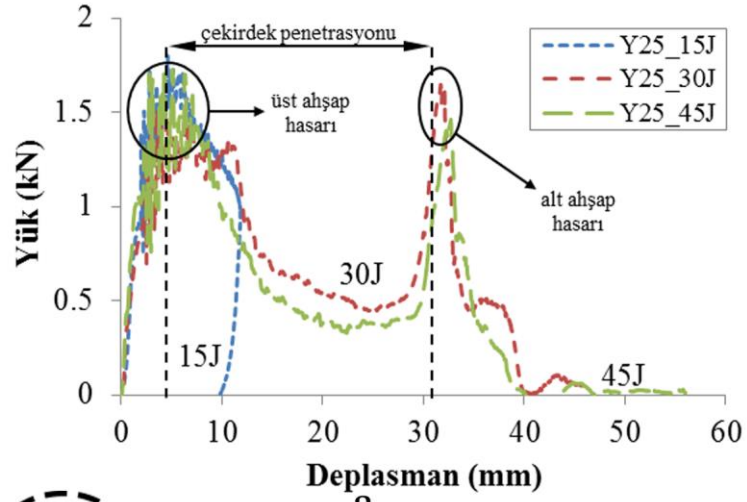 2
çekirdek penetrasyonu
Y25_15J
Y25_30J
Y25_45J
1.5
üst ahşap
hasarı
alt ahşap
hasarı
1
Yük (kN)
30J
0.5
15J
45J
0
0 10 20 30 40 50 60
Deplasman (mm)